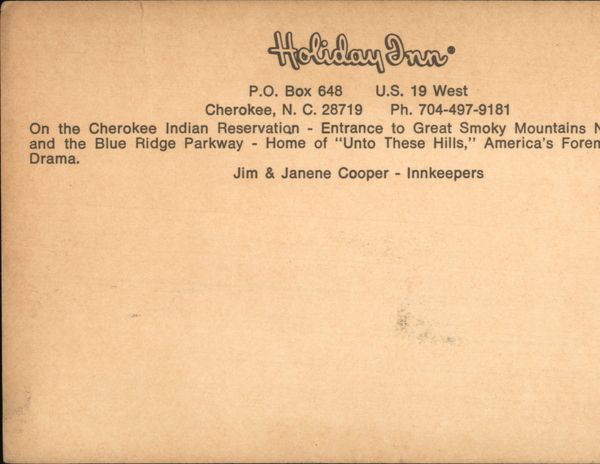 Holiday Inn®
P.O. Box 648 U.S. 19 West
Cherokee, N. C. 28719 Ph. 704-497-9181
On the Cherokee Indian Reservation - Entrance to Great Smoky Mountains
and the Blue Ridge Parkway - Home of "Unto These Hills," America's
Drama.
Jim & Janene Cooper - Innkeepers